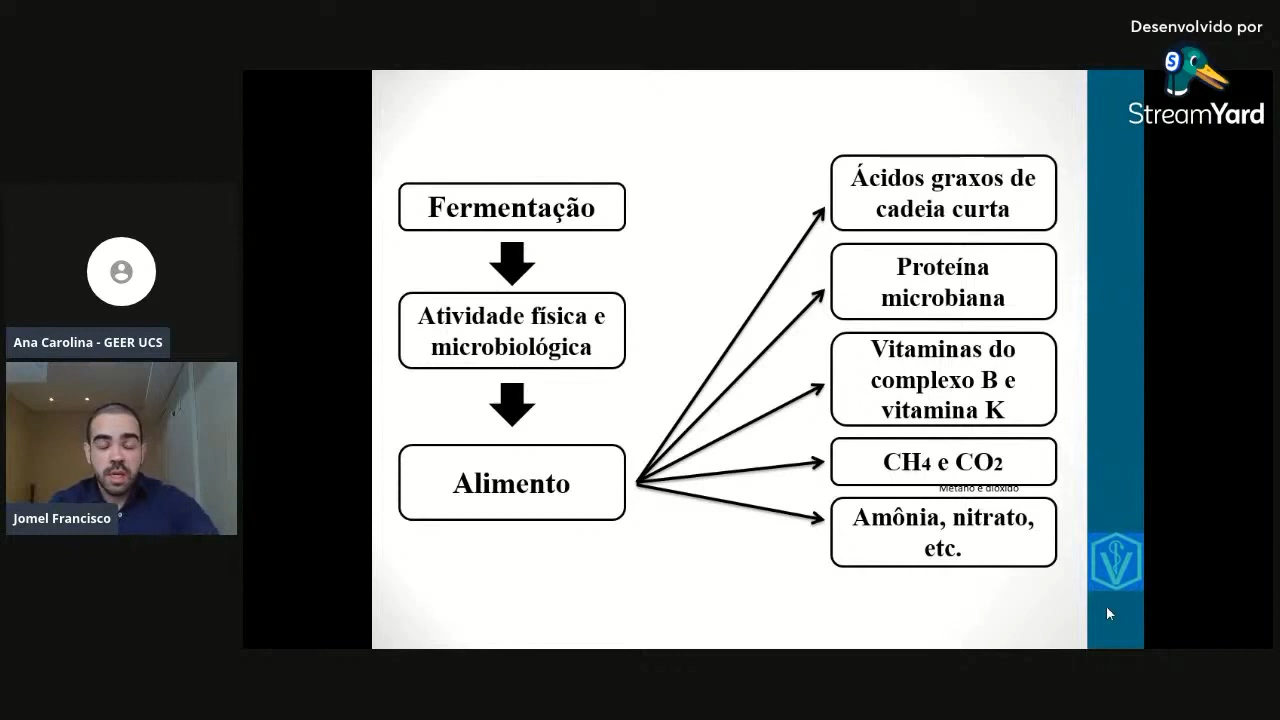 Desenvolvido por
StreamYard
Ana Carolina - GEER UCS
Jomel Francisco
Fermentação
Atividade física e
microbiológica
Alimento
Ácidos graxos de
cadeia curta
Proteína
microbiana
Vitaminas do
complexo B e
vitamina K
CH4 e CO2
Metano e dióxido
Amônia, nitrato,
etc.